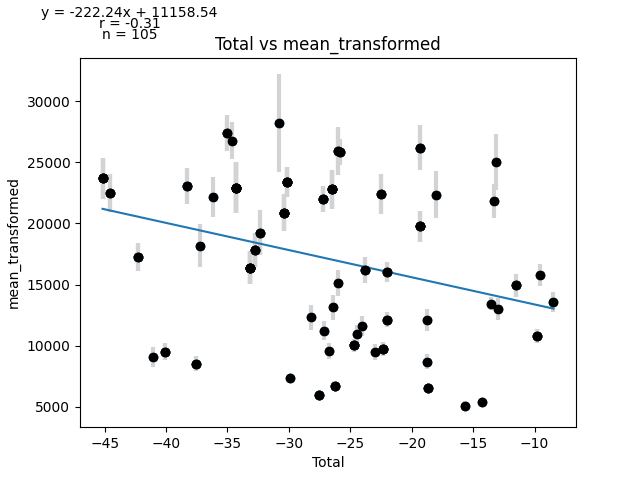 y = -222.24x + 11158.54
r = -0.31
n = 105
Total vs mean_transformed
mean_transformed
30000
25000
20000
15000
10000
5000
−45 −40 −35 −30 −25 −20 −15 −10
Total